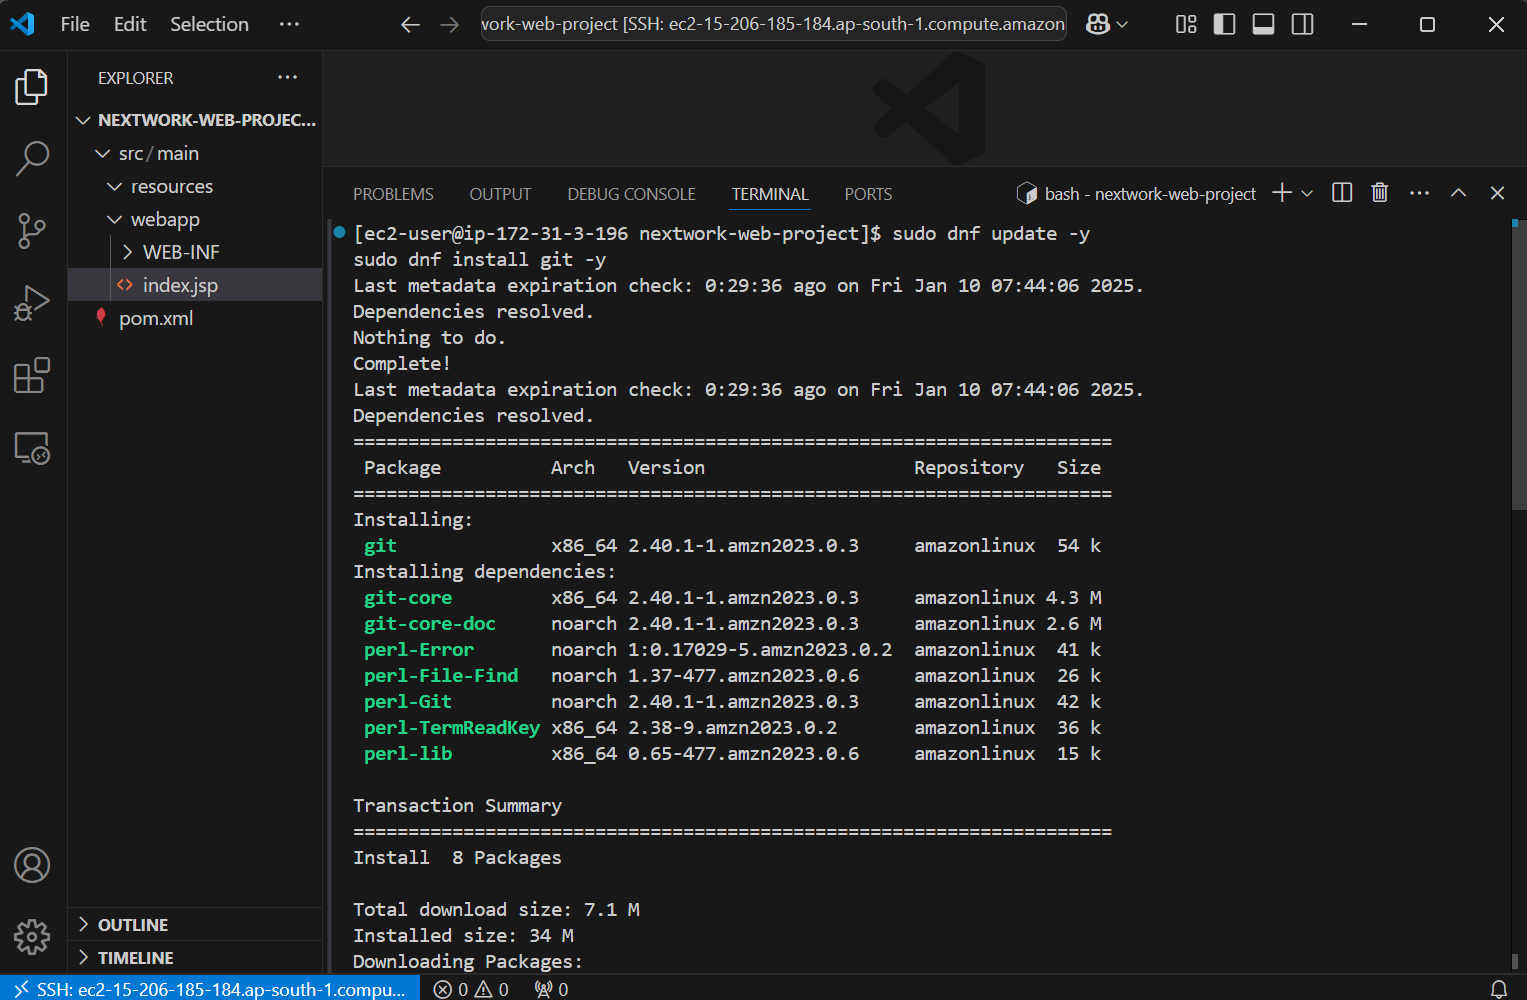 File Edit Selection ··· work-web-project [SSH: ec2-15-206-185-184.ap-south-1.compute.amazon
EXPLORER ···
NEXTWORK-WEB-PROJEC...
src / main
resources
webapp
WEB-INF
index.jsp
pom.xml
OUTLINE
TIMELINE
PROBLEMS OUTPUT DEBUG CONSOLE TERMINAL PORTS bash - nextwork-web-project ···
[ec2-user@ip-172-31-3-196 nextwork-web-project]$ sudo dnf update -y
sudo dnf install git -y
Last metadata expiration check: 0:29:36 ago on Fri Jan 10 07:44:06 2025.
Dependencies resolved.
Nothing to do.
Complete!
Last metadata expiration check: 0:29:36 ago on Fri Jan 10 07:44:06 2025.
Dependencies resolved.
=====================================================================
Package Arch Version Repository Size
=====================================================================
Installing:
git x86_64 2.40.1-1.amzn2023.0.3 amazonlinux 54 k
Installing dependencies:
git-core x86_64 2.40.1-1.amzn2023.0.3 amazonlinux 4.3 M
git-core-doc noarch 2.40.1-1.amzn2023.0.3 amazonlinux 2.6 M
perl-Error noarch 1:0.17029-5.amzn2023.0.2 amazonlinux 41 k
perl-File-Find noarch 1.37-477.amzn2023.0.6 amazonlinux 26 k
perl-Git noarch 2.40.1-1.amzn2023.0.3 amazonlinux 42 k
perl-TermReadKey x86_64 2.38-9.amzn2023.0.2 amazonlinux 36 k
perl-lib x86_64 0.65-477.amzn2023.0.6 amazonlinux 15 k
Transaction Summary
=====================================================================
Install 8 Packages
Total download size: 7.1 M
Installed size: 34 M
Downloading Packages:
SSH: ec2-15-206-185-184.ap-south-1.compu... 0 0 0